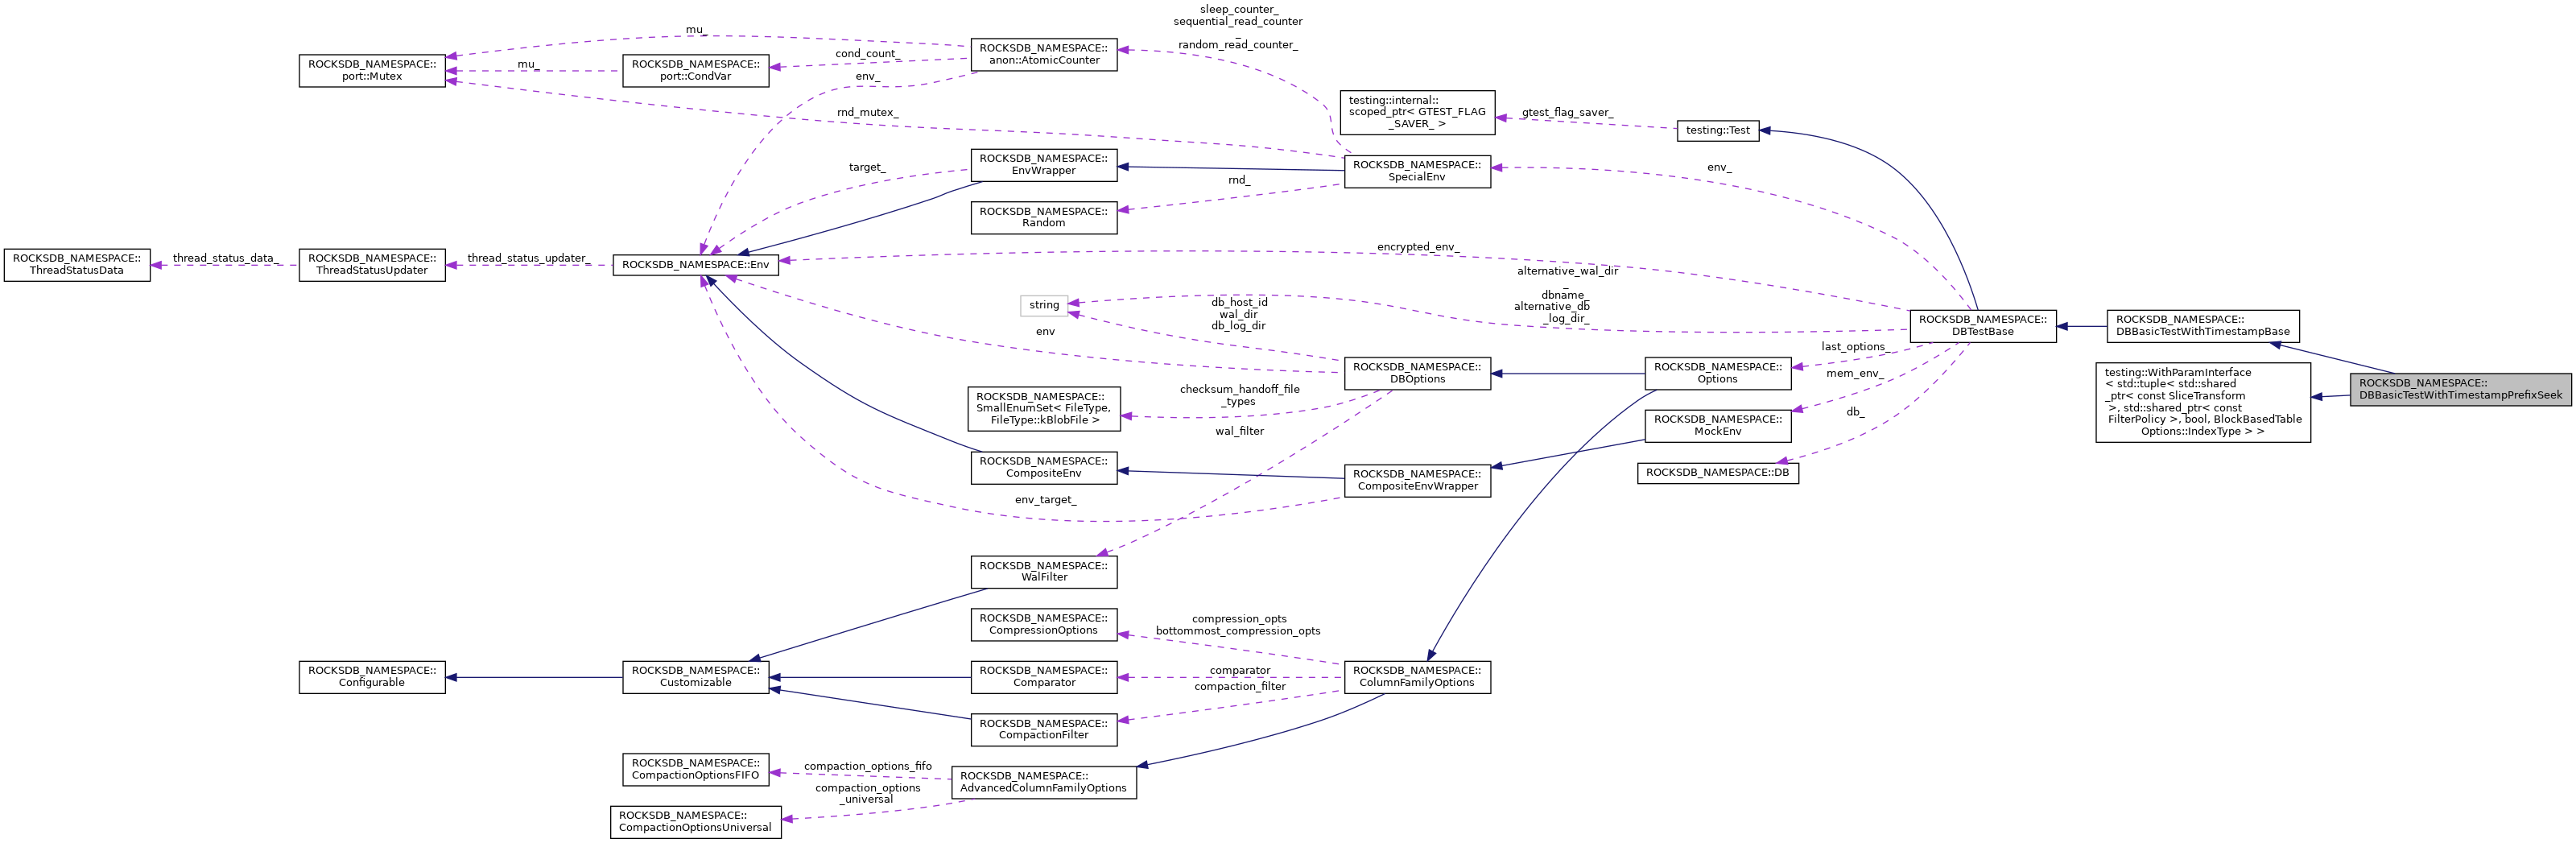 sleep_counter_
sequential_read_counter
_
random_read_counter_
mu_
ROCKSDB_NAMESPACE::
anon::AtomicCounter
cond_count_
ROCKSDB_NAMESPACE::
port::Mutex
mu_
ROCKSDB_NAMESPACE::
port::CondVar
env_
rnd_mutex_
testing::internal::
scoped_ptr< GTEST_FLAG
_SAVER_ >
gtest_flag_saver_
testing::Test
ROCKSDB_NAMESPACE::
EnvWrapper
target_
ROCKSDB_NAMESPACE::
SpecialEnv
env_
rnd_
ROCKSDB_NAMESPACE::
Random
ROCKSDB_NAMESPACE::
ThreadStatusData
thread_status_data_
ROCKSDB_NAMESPACE::
ThreadStatusUpdater
thread_status_updater_
ROCKSDB_NAMESPACE::Env
encrypted_env_
alternative_wal_dir
_
dbname_
alternative_db
_log_dir_
string
db_host_id
wal_dir
db_log_dir
env
ROCKSDB_NAMESPACE::
DBTestBase
ROCKSDB_NAMESPACE::
DBBasicTestWithTimestampBase
last_options_
ROCKSDB_NAMESPACE::
DBOptions
ROCKSDB_NAMESPACE::
Options
mem_env_
testing::WithParamInterface
< std::tuple< std::shared
_ptr< const SliceTransform
>, std::shared_ptr< const
FilterPolicy >, bool, BlockBasedTable
Options::IndexType > >
ROCKSDB_NAMESPACE::
DBBasicTestWithTimestampPrefixSeek
ROCKSDB_NAMESPACE::
SmallEnumSet< FileType,
FileType::kBlobFile >
checksum_handoff_file
_types
wal_filter
ROCKSDB_NAMESPACE::
MockEnv
db_
ROCKSDB_NAMESPACE::
CompositeEnv
ROCKSDB_NAMESPACE::
CompositeEnvWrapper
ROCKSDB_NAMESPACE::DB
env_target_
ROCKSDB_NAMESPACE::
WalFilter
ROCKSDB_NAMESPACE::
CompressionOptions
compression_opts
bottommost_compression_opts
ROCKSDB_NAMESPACE::
Configurable
ROCKSDB_NAMESPACE::
Customizable
ROCKSDB_NAMESPACE::
Comparator
comparator
compaction_filter
ROCKSDB_NAMESPACE::
ColumnFamilyOptions
ROCKSDB_NAMESPACE::
CompactionFilter
ROCKSDB_NAMESPACE::
CompactionOptionsFIFO
compaction_options_fifo
compaction_options
_universal
ROCKSDB_NAMESPACE::
AdvancedColumnFamilyOptions
ROCKSDB_NAMESPACE::
CompactionOptionsUniversal